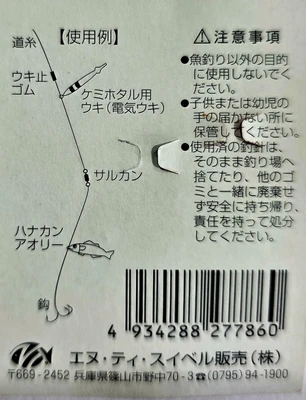 【使用例】
道糸
ウキ止
ゴム
ケミホタル用
ウキ（電気ウキ）
サルカン
ハナカン
アオリー
鈎
⚠注意事項
●魚釣り以外の目的
に使用しないでく
ださい。
●子供または幼児の
手の届かない所に
保管してください。
●使用済の釣針は、
そのまま釣り場へ
捨てたり、他のゴ
ミと一緒に廃棄せ
ず安全に持ち帰り、
責任を持って処分
してください。
4 934288 277860
エヌ・ティ・スイベル販売（株）
〒669-2452 兵庫県篠山市野中70-3 ☎(0795)94-1900